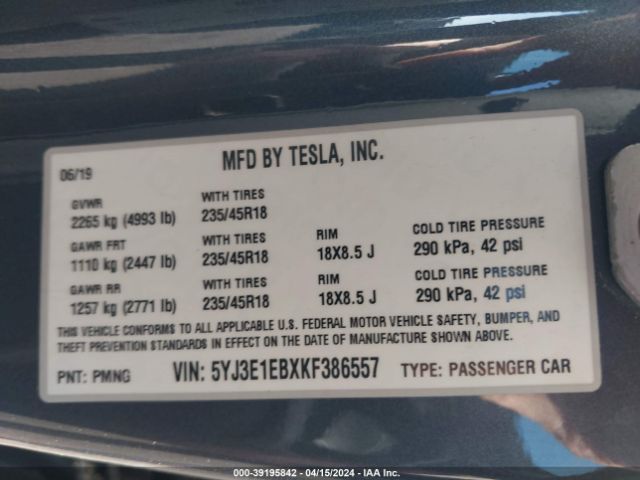 MFD BY TESLA, INC.
06/19
GVWR WITH TIRES
2265 kg (4993 lb) 235/45R18
GAWR FRT WITH TIRES RIM COLD TIRE PRESSURE
1110 kg (2447 lb) 235/45R18 18X8.5 J 290 kPa, 42 psi
GAWR RR WITH TIRES RIM COLD TIRE PRESSURE
1257 kg (2771 lb) 235/45R18 18X8.5 J 290 kPa, 42 psi
THIS VEHICLE CONFORMS TO ALL APPLICABLE U.S. FEDERAL MOTOR VEHICLE SAFETY, BUMPER, AND
THEFT PREVENTION STANDARDS IN EFFECT ON THE DATE OF MANUFACTURE SHOWN ABOVE.
PNT: PMNG VIN: 5YJ3E1EBXKF386557 TYPE: PASSENGER CAR
(C) - 39195842 - 04/15/2024 - IAA Inc.